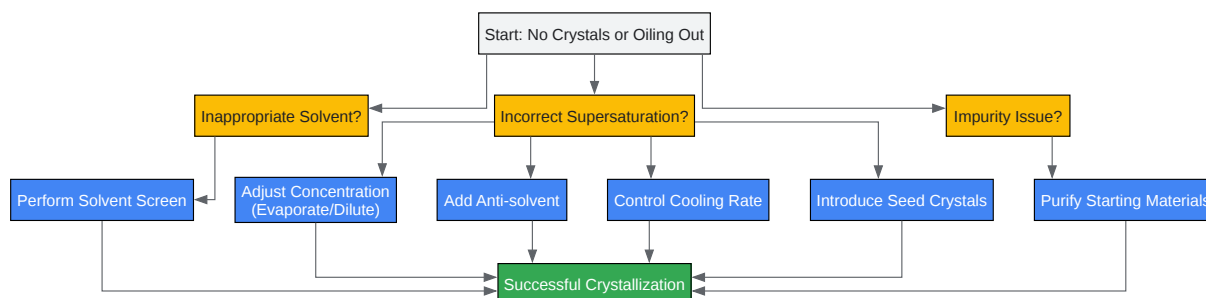 Start: No Crystals or Oiling Out
Inappropriate Solvent?
Incorrect Supersaturation?
Impurity Issue?
Perform Solvent Screen
Adjust Concentration
(Evaporate/Dilute)
Add Anti-solvent
Control Cooling Rate
Introduce Seed Crystals
Purify Starting Materials
Successful Crystallization